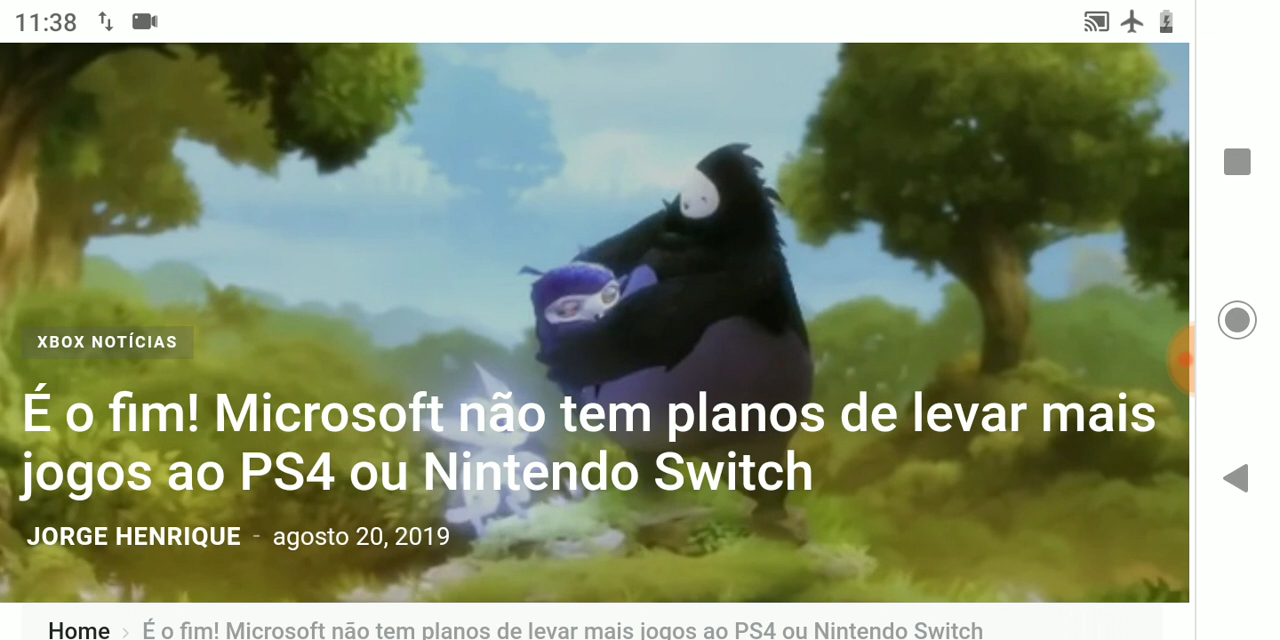 11:38
XBOX NOTÍCIAS
É o fim! Microsoft não tem planos de levar mais
jogos ao PS4 ou Nintendo Switch
JORGE HENRIQUE - agosto 20, 2019
Home › É o fim! Microsoft não tem planos de levar mais jogos ao PS4 ou Nintendo Switch